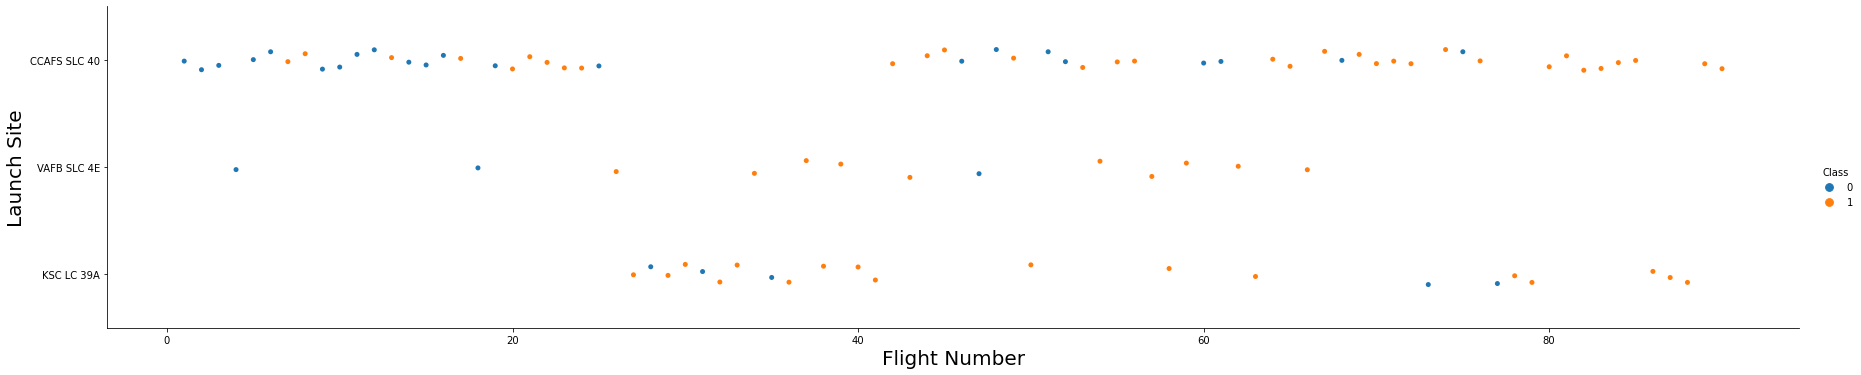 Launch Site
CCAFS SLC 40
VAFB SLC 4E
KSC LC 39A
0
20
40
60
80
Flight Number
Class
0
1